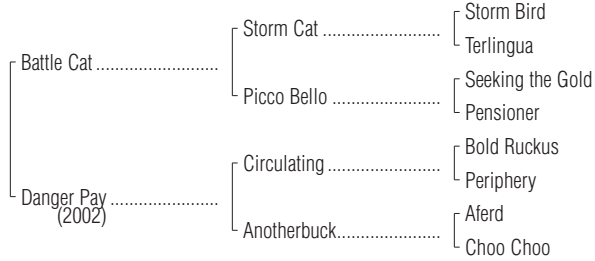 Storm Bird
Storm Cat ........................
Terlingua
Battle Cat .........................
Seeking the Gold
Picco Bello ......................
Pensioner
Bold Ruckus
Circulating .......................
Periphery
Danger Pay ......................
(2002)
Aferd
Anotherbuck.....................
Choo Choo